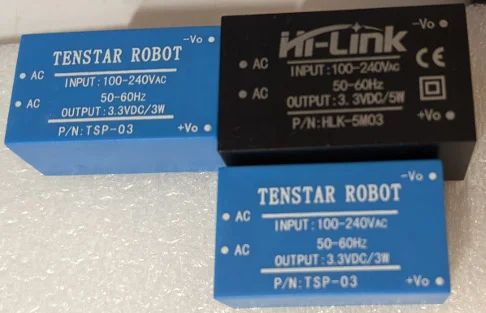 -Vo
TENSTAR ROBOT
AC
INPUT:100-240VAC
50-60Hz
AC
OUTPUT:3.3VDC/3W
P/N:TSP-03
+Vo
-Vo
Hi-Link
AC
INPUT:100-240VAC
CE
50-60Hz
AC
OUTPUT:3.3VDC/5W
P/N:HLK-5M03
+Vo
-Vo
TENSTAR ROBOT
AC
INPUT:100-240VAC
50-60Hz
AC
OUTPUT:3.3VDC/3W
P/N:TSP-03
+Vo